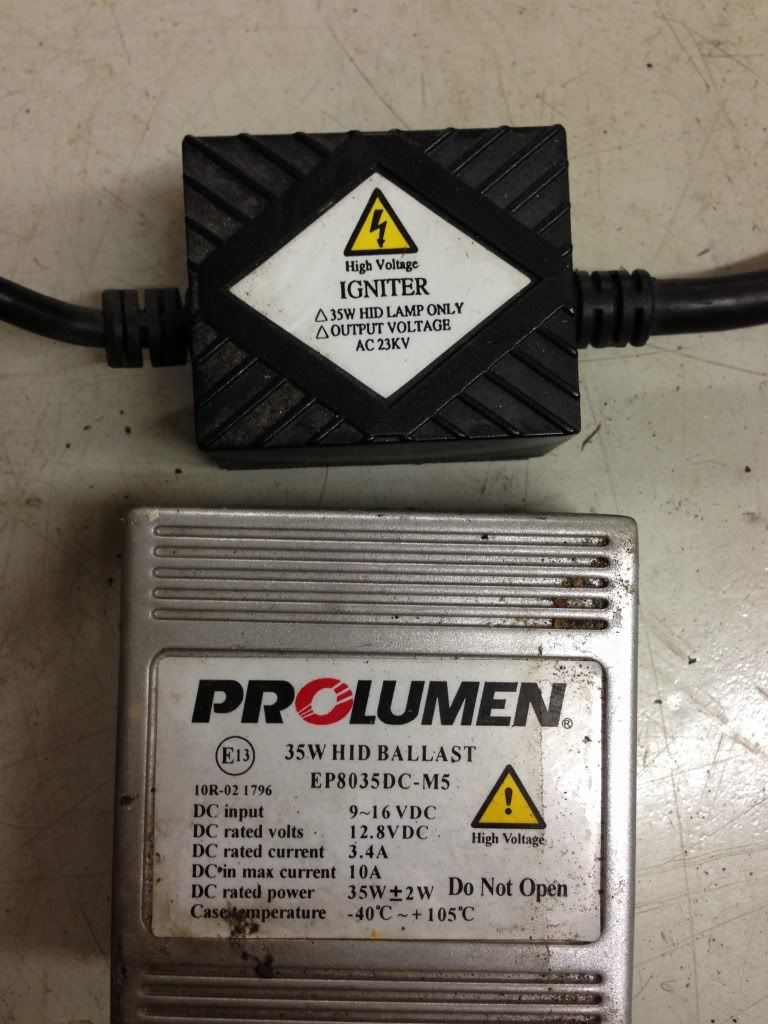 High Voltage
IGNITER
⚠ 35W HID LAMP ONLY
⚠ OUTPUT VOLTAGE
AC 23KV
PROLUMEN®
E13
35W HID BALLAST
10R-02 1796
EP8035DC-M5
DC input 9~16 VDC
DC rated volts 12.8VDC
DC rated current 3.4A
DC in max current 10A
DC rated power 35W±2W
Case temperature -40℃~+105℃
!
High Voltage
Do Not Open